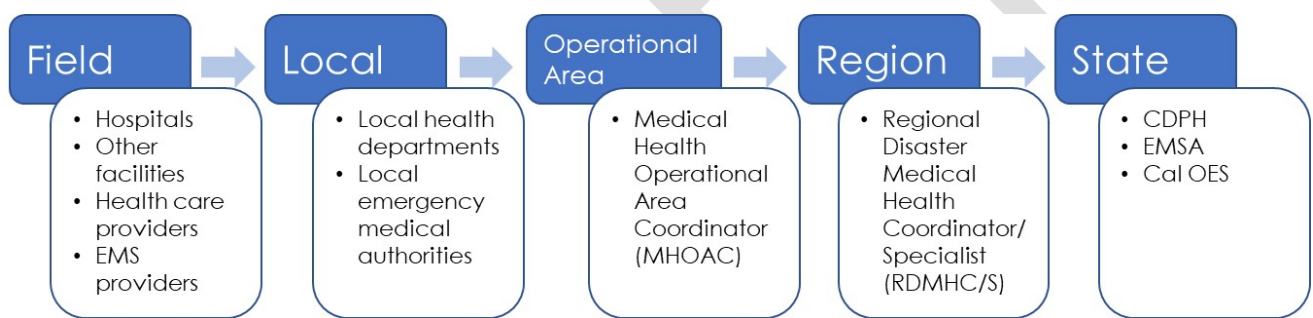 Field
• Hospitals
• Other
facilities
• Health care
providers
• EMS
providers
Local
• Local health
departments
• Local
emergency
medical
authorities
Operational
Area
• Medical
Health
Operational
Area
Coordinator
(MHOAC)
Region
• Regional
Disaster
Medical
Health
Coordinator/
Specialist
(RDMHC/S)
State
• CDPH
• EMSA
• Cal OES